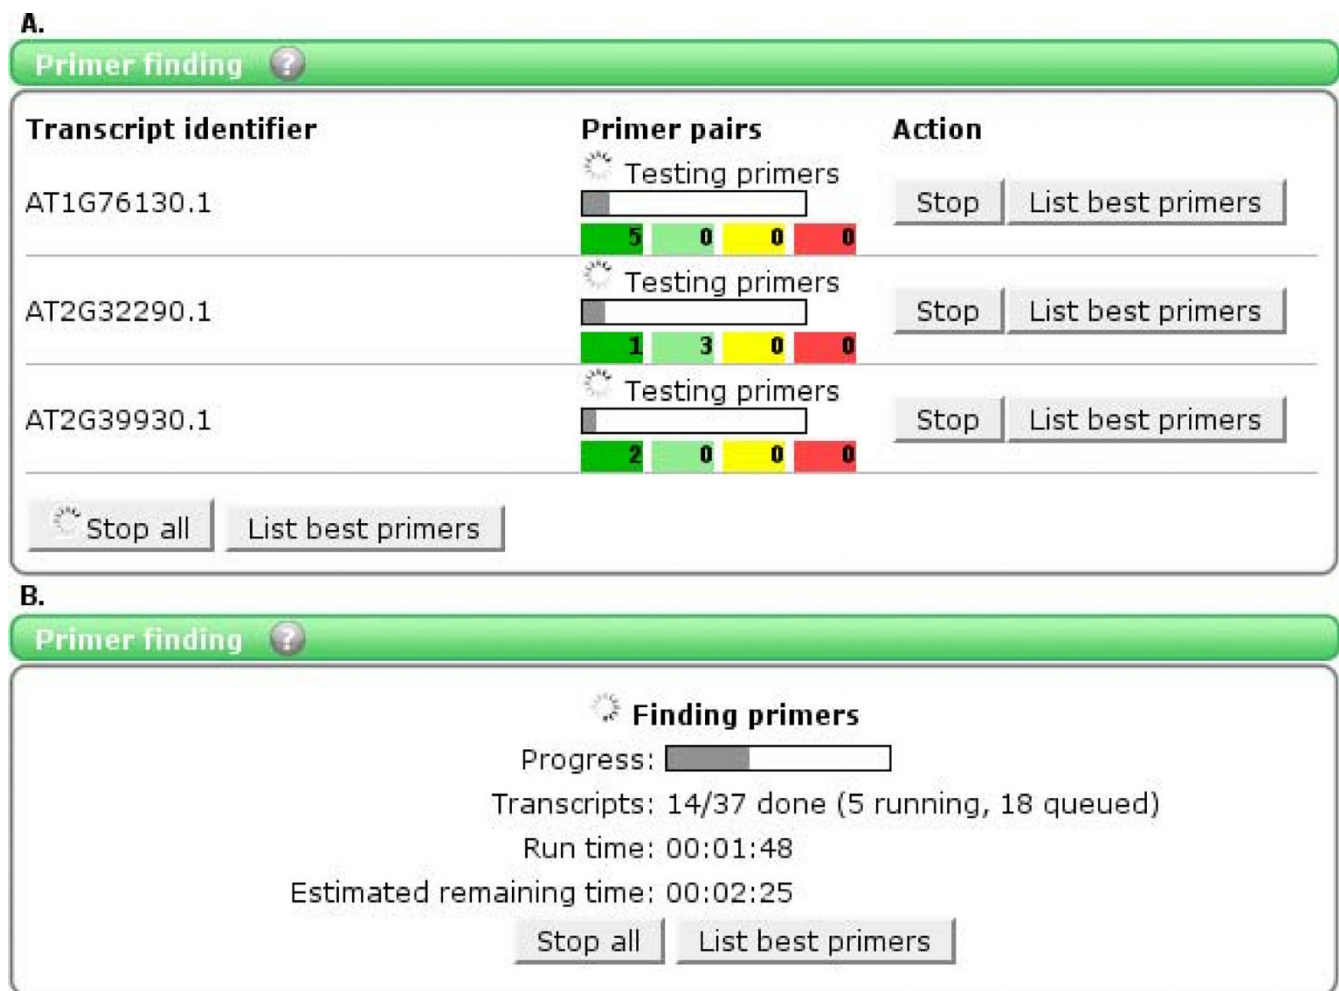 A.
Primer finding ?
Transcript identifier Primer pairs Action
Testing primers
AT1G76130.1 Stop List best primers
5 0 0 0
Testing primers
AT2G32290.1 Stop List best primers
1 3 0 0
Testing primers
AT2G39930.1 Stop List best primers
2 0 0 0
Stop all List best primers
B.
Primer finding ?
Finding primers
Progress:
Transcripts: 14/37 done (5 running, 18 queued)
Run time: 00:01:48
Estimated remaining time: 00:02:25
Stop all List best primers